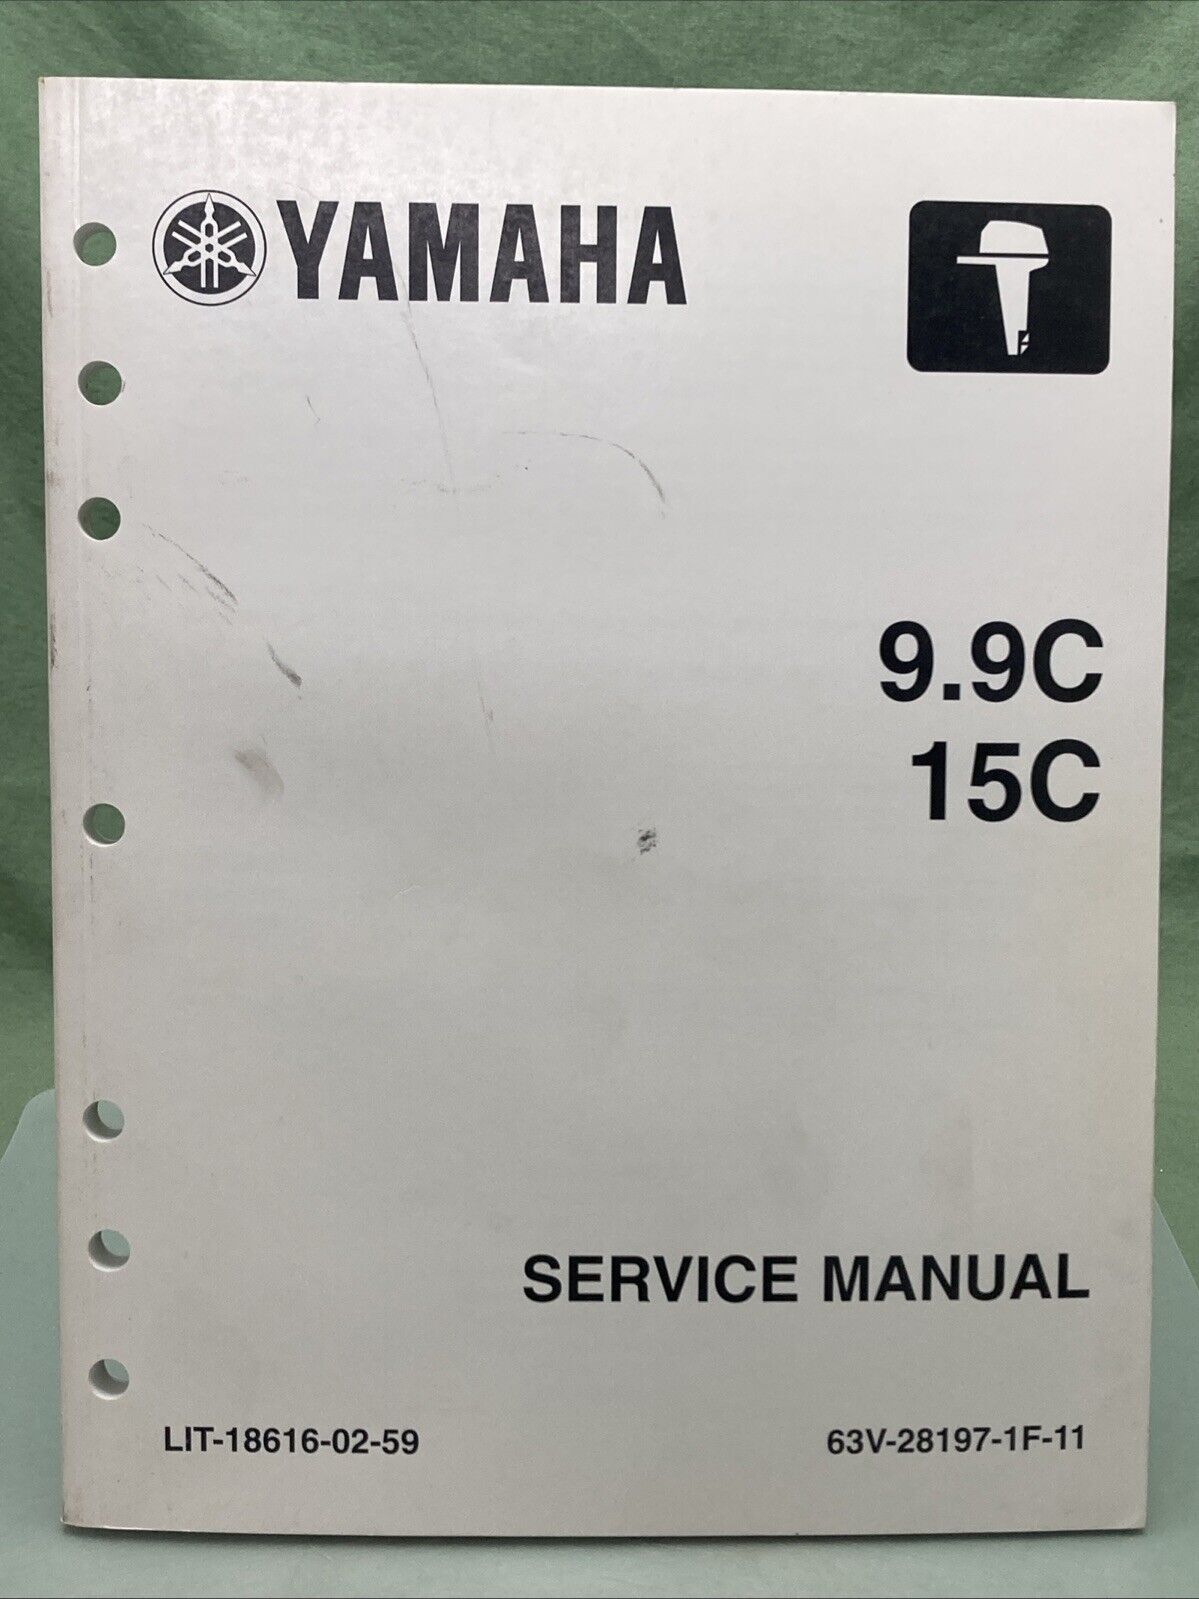 YAMAHA
9.9C
15C
SERVICE MANUAL
LIT-18616-02-59
63V-28197-1F-11